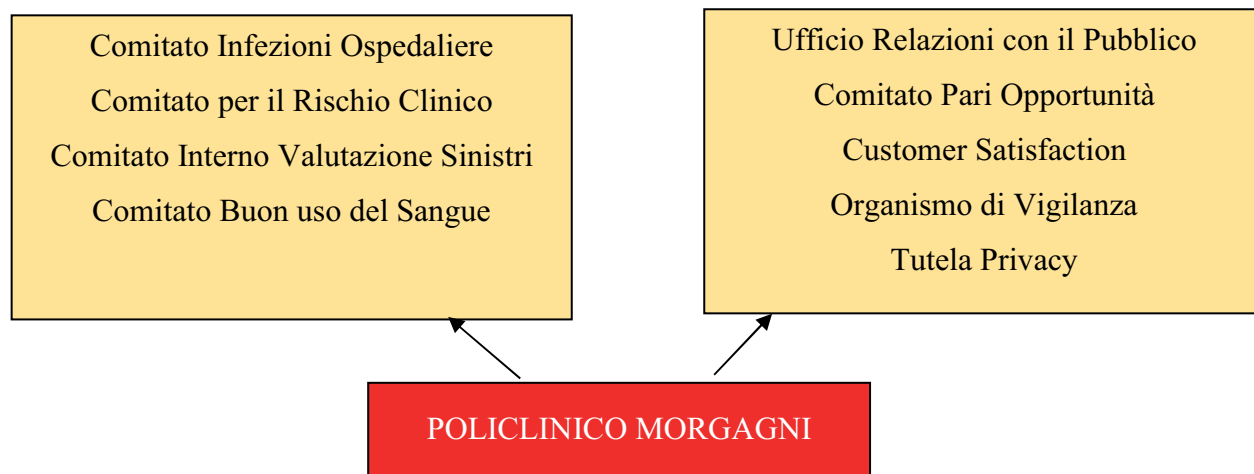 Comitato Infezioni Ospedaliere
Comitato per il Rischio Clinico
Comitato Interno Valutazione Sinistri
Comitato Buon uso del Sangue
Ufficio Relazioni con il Pubblico
Comitato Pari Opportunità
Customer Satisfaction
Organismo di Vigilanza
Tutela Privacy
POLICLINICO MORGAGNI